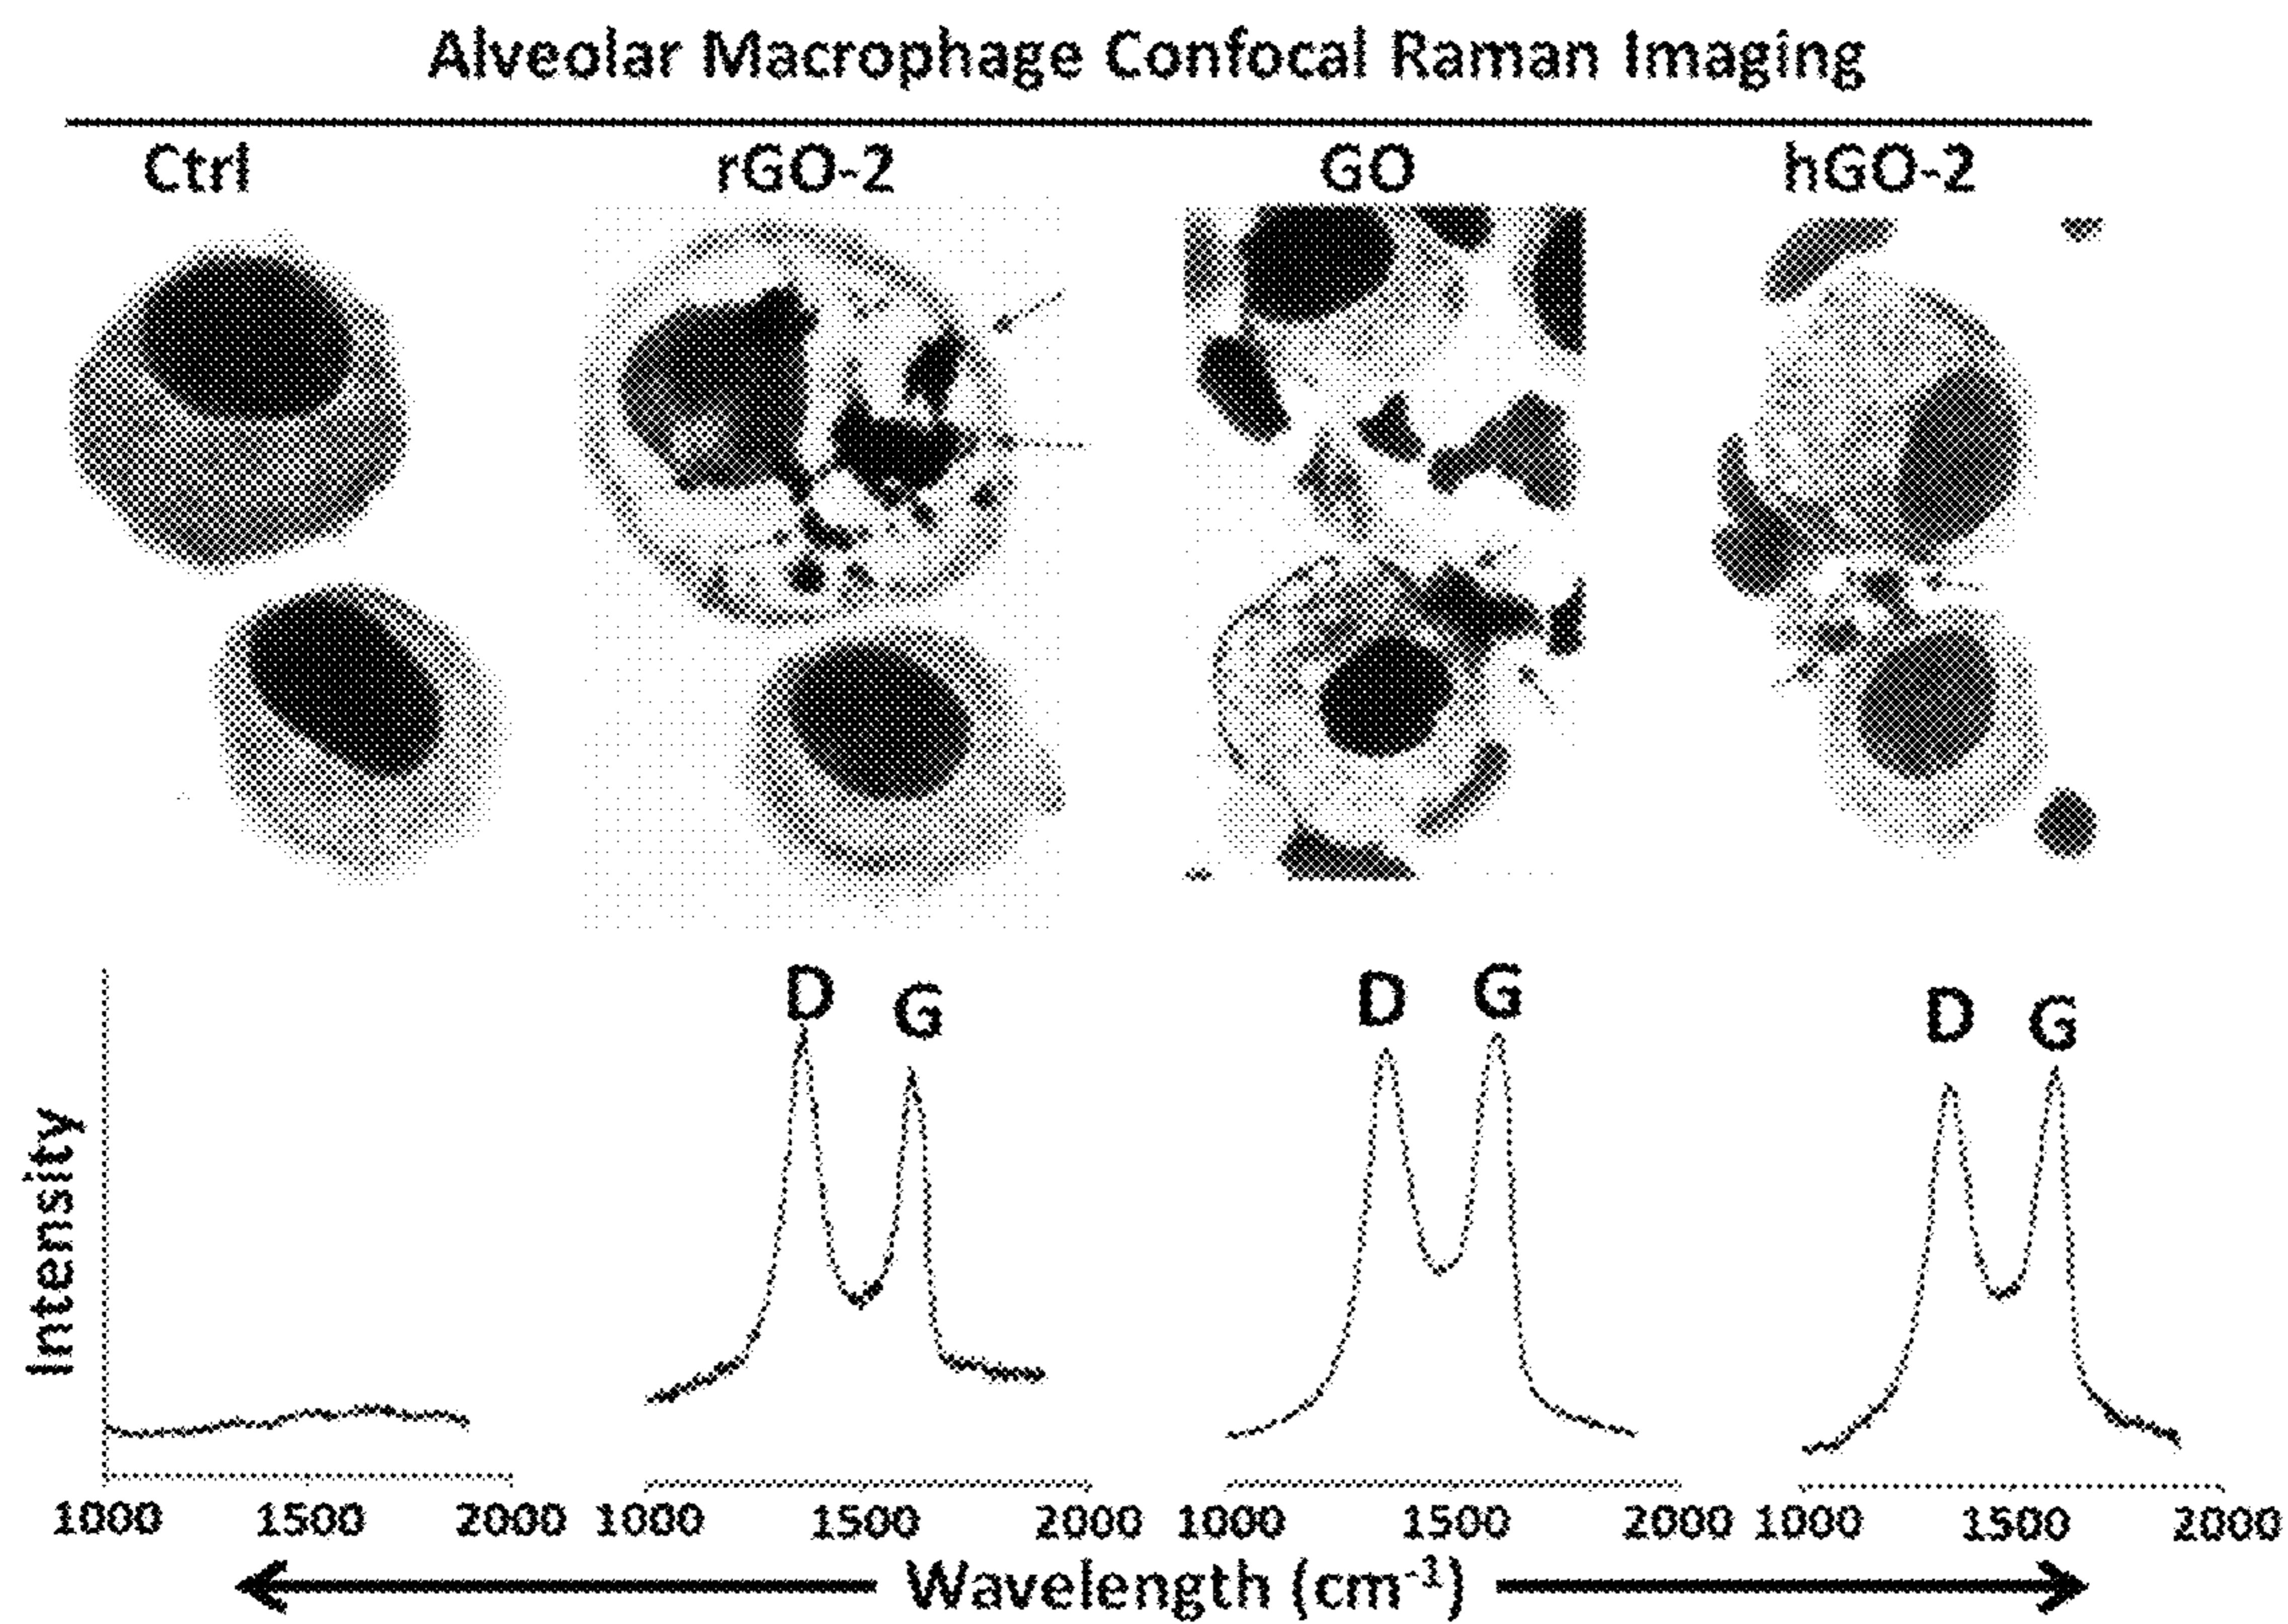 Alveolar Macrophage Confocal Raman Imaging
Ctrl rGO-2 GO hGO-2
D G D G D G
Intensity
1000 1500 2000 1000 1500 2000 1000 1500 2000 1000 1500 2000
Wavelength (cm⁻¹)